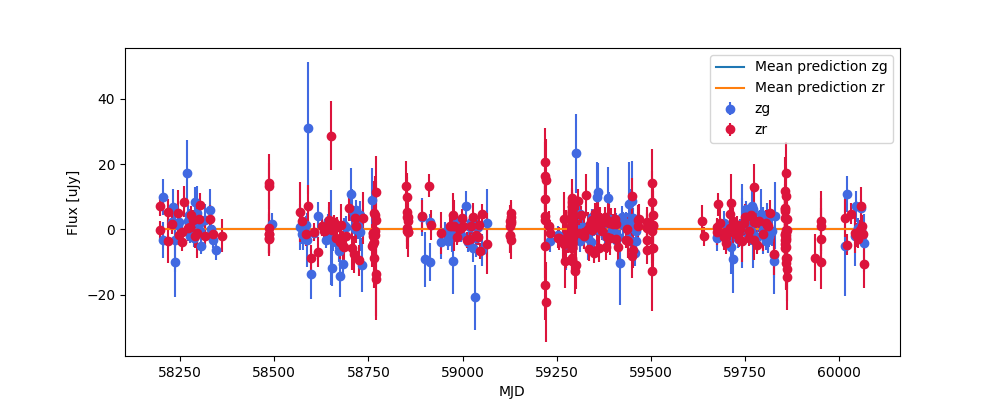 Mean prediction zg
Mean prediction zr
zg
zr
Flux [uJy]
40
20
0
−20
58250
58500
58750
59000
59250
59500
59750
60000
MJD